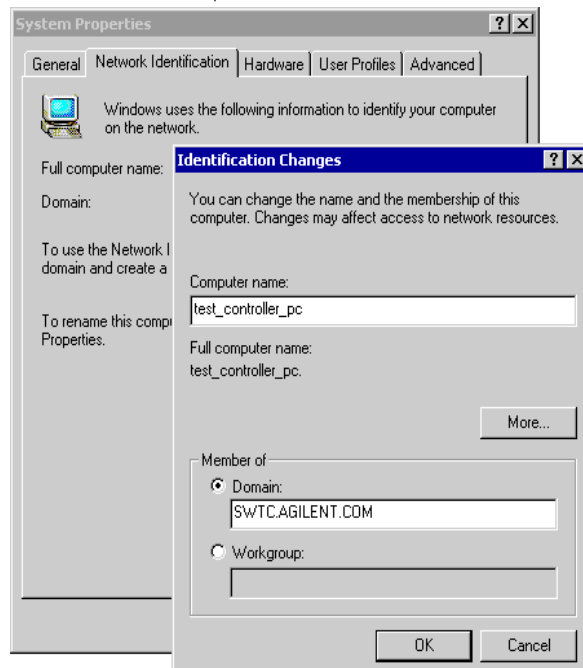 System Properties
General Network Identification Hardware User Profiles Advanced
Windows uses the following information to identify your computer
on the network.
Full computer name:
Domain:
To use the Network I
domain and create a
To rename this compu
Properties.
Identification Changes
You can change the name and the membership of this
computer. Changes may affect access to network resources.
Computer name:
test_controller_pc
Full computer name:
test_controller_pc.
More...
Member of
Domain:
SWTC.AGILENT.COM
Workgroup:
OK Cancel